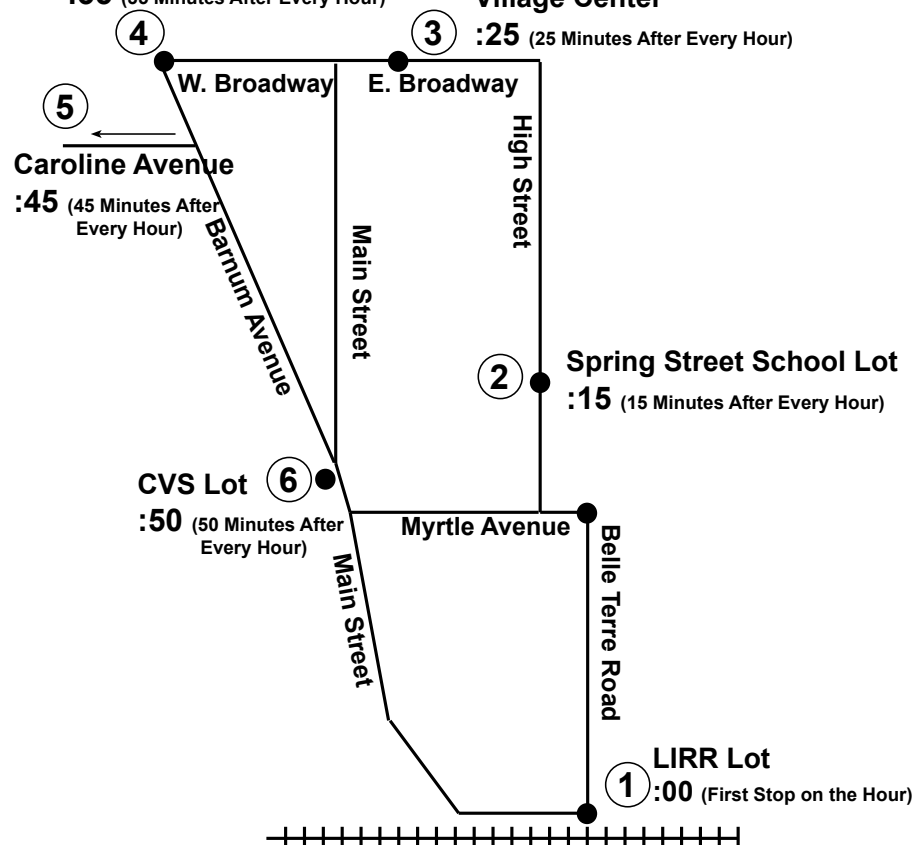 Minutes After Every Hour)
Village Center
4
3
:25 (25 Minutes After Every Hour)
W. Broadway
E. Broadway
5
High Street
Caroline Avenue
:45 (45 Minutes After
Every Hour)
Barnum Avenue
Main Street
2
Spring Street School Lot
:15 (15 Minutes After Every Hour)
CVS Lot
6
:50 (50 Minutes After
Every Hour)
Myrtle Avenue
Main Street
Belle Terre Road
LIRR Lot
1
:00 (First Stop on the Hour)